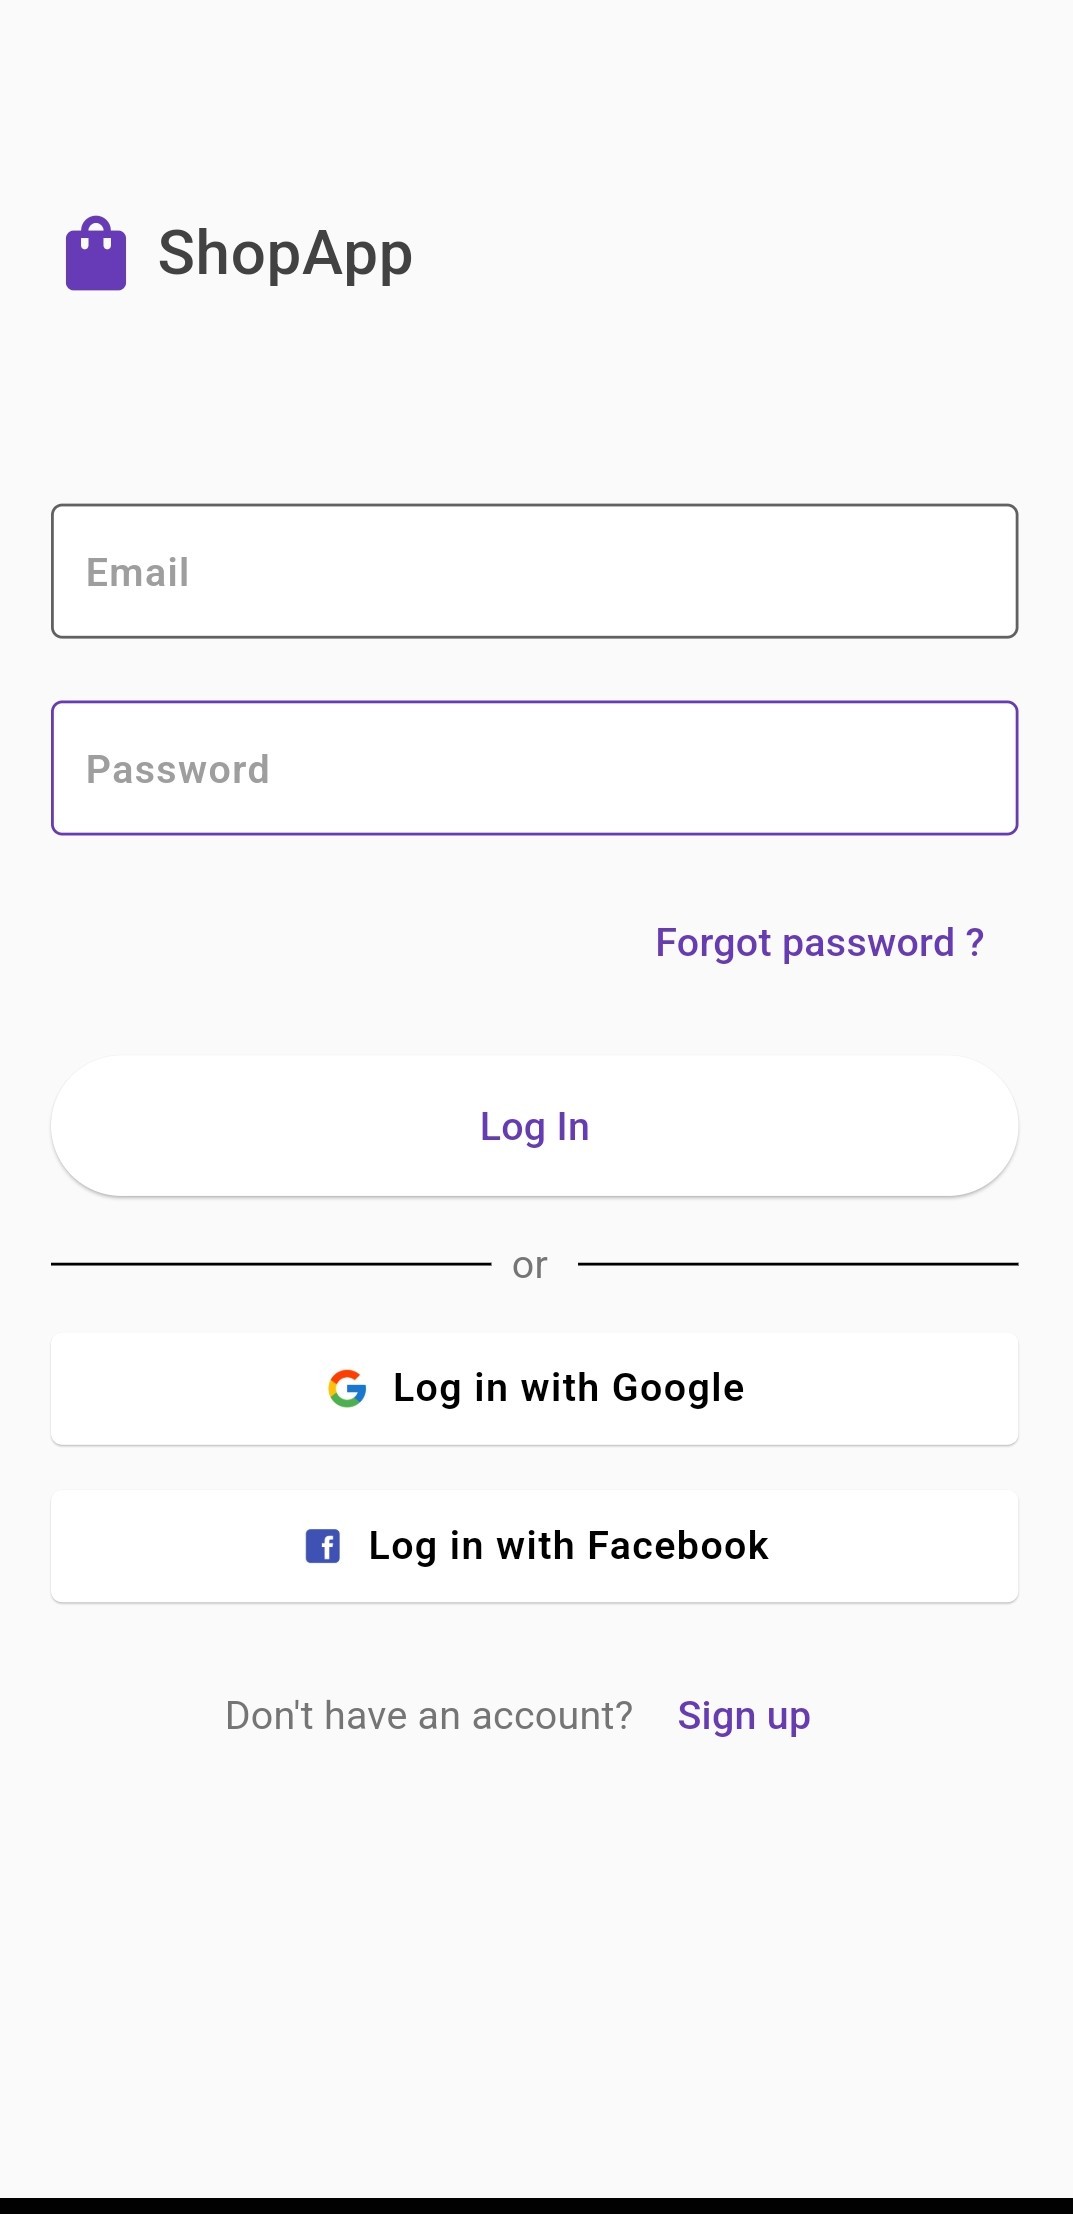 ShopApp
Email
Password
Forgot password ?
Log In
or
Log in with Google
Log in with Facebook
Don't have an account? Sign up